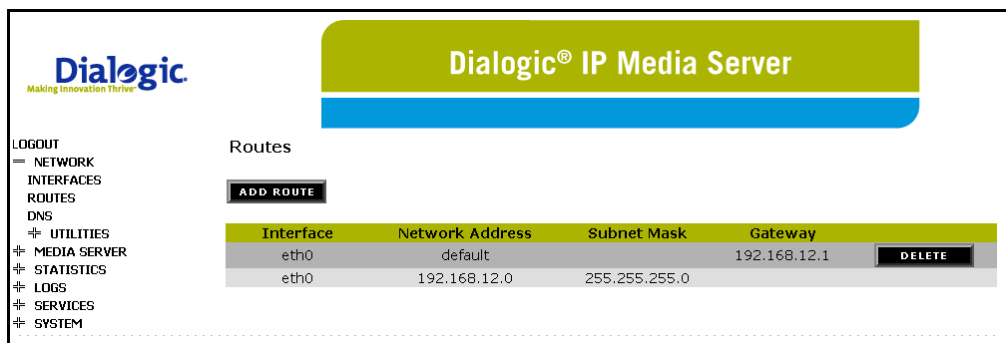 Dialogic.
Making Innovation Thrive™
Dialogic® IP Media Server
LOGOUT
NETWORK
INTERFACES
ROUTES
DNS
UTILITIES
MEDIA SERVER
STATISTICS
LOGS
SERVICES
SYSTEM
Routes
ADD ROUTE
Interface Network Address Subnet Mask Gateway
eth0 default 192.168.12.1 DELETE
eth0 192.168.12.0 255.255.255.0